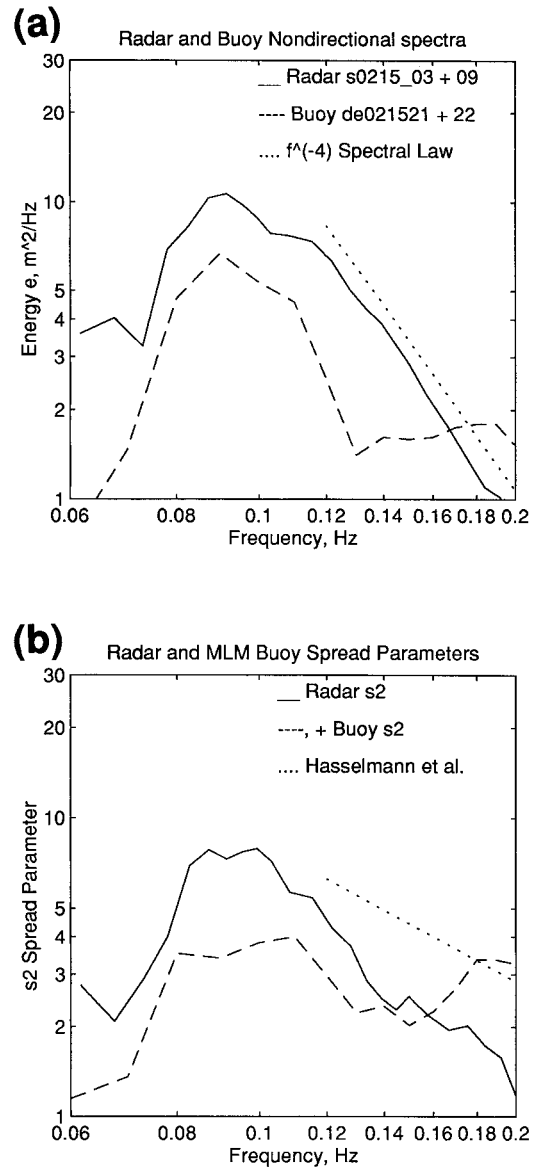 (a)
Radar and Buoy Nondirectional spectra
30
20
10
5
4
3
2
1
Energy e, m^2/Hz
___ Radar s0215_03 + 09
---- Buoy de021521 + 22
.... f^(-4) Spectral Law
0.06 0.08 0.1 0.12 0.14 0.16 0.18 0.2
Frequency, Hz
(b)
Radar and MLM Buoy Spread Parameters
30
20
10
5
4
3
2
1
s2 Spread Parameter
___ Radar s2
----, + Buoy s2
.... Hasselmann et al.
0.06 0.08 0.1 0.12 0.14 0.16 0.18 0.2
Frequency, Hz